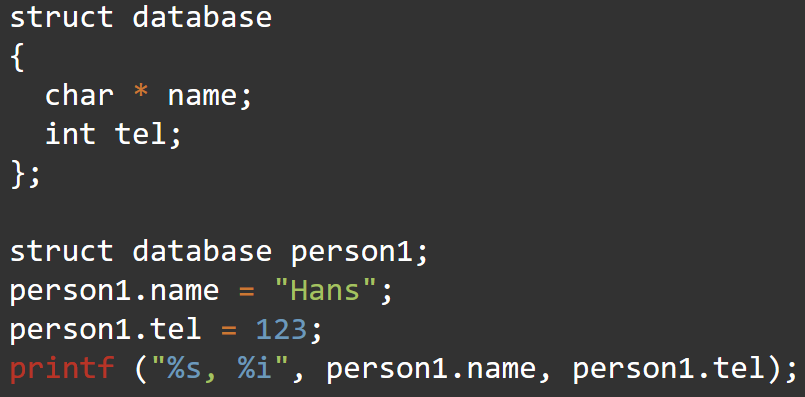 struct database
{
  char * name;
  int tel;
};

struct database person1;
person1.name = "Hans";
person1.tel = 123;
printf ("%s, %i", person1.name, person1.tel);